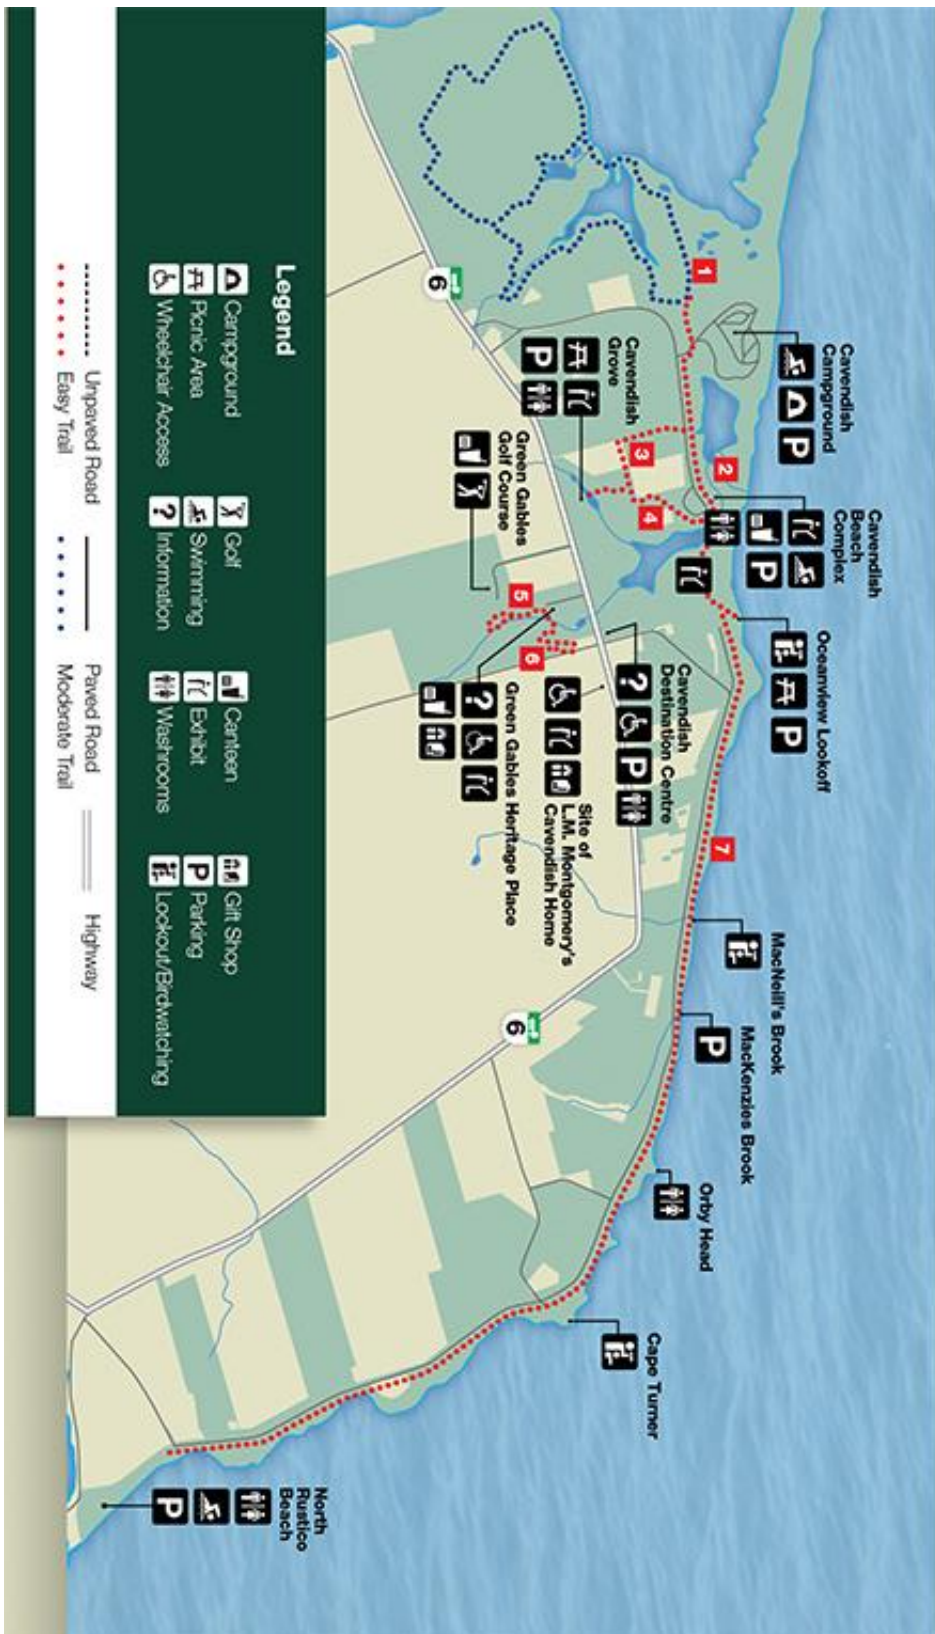 Cavendish
Campground
Cavendish
Beach
Complex
Oceanview Lookoff
MacNeill's Brook
MacKenzies Brook
Orby Head
Cape Turner
North
Rustico
Beach
Cavendish
Grove
Green Gables
Golf Course
Cavendish
Destination Centre
Site of
L.M. Montgomery's
Cavendish Home
Green Gables Heritage Place
1
2
3
4
5
6
7
6
6
P
P
P
P
P
P
P
?
?
Legend
Campground
Picnic Area
Wheelchair Access
Golf
Swimming
? Information
Canteen
Exhibit
Washrooms
Gift Shop
P Parking
Lookout/Birdwatching
Unpaved Road
Paved Road
Highway
Easy Trail
Moderate Trail